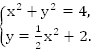 {x² + y² = 4,
y = ½x² + 2.